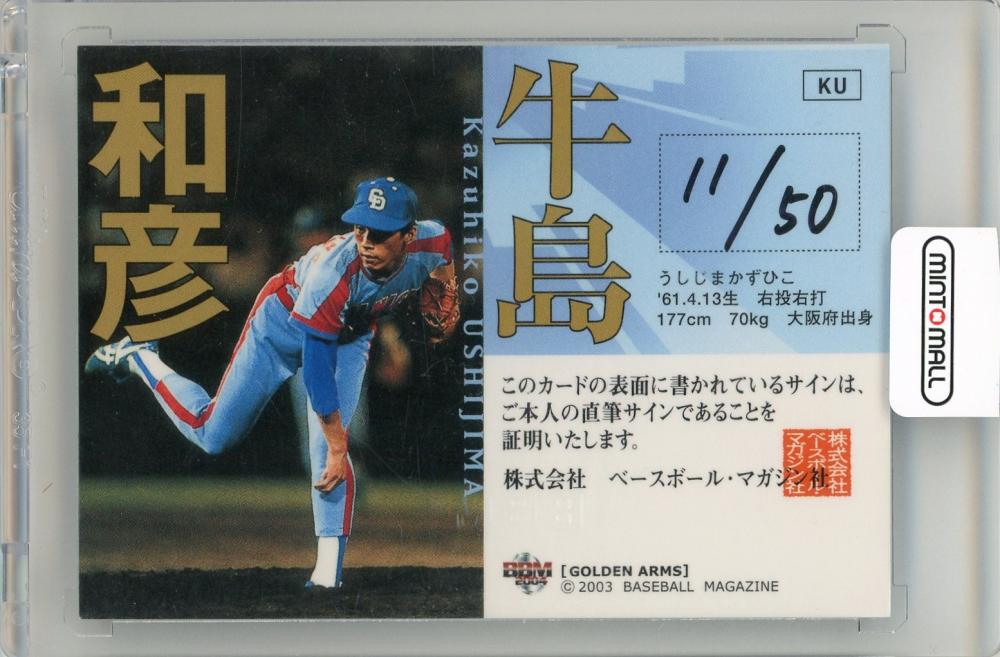 牛島
和彦
Kazuhiko USHIJIMA
CD
KU
11/50
うしじまかずひこ
'61.4.13生 右投右打
177cm 70kg 大阪府出身
このカードの表面に書かれているサインは、
ご本人の直筆サインであることを
証明いたします。
株式会社 ベースボール・マガジン社
株式会社
ベースボール
マガジン社
BBM
2004
[GOLDEN ARMS]
© 2003 BASEBALL MAGAZINE
MINT MALL